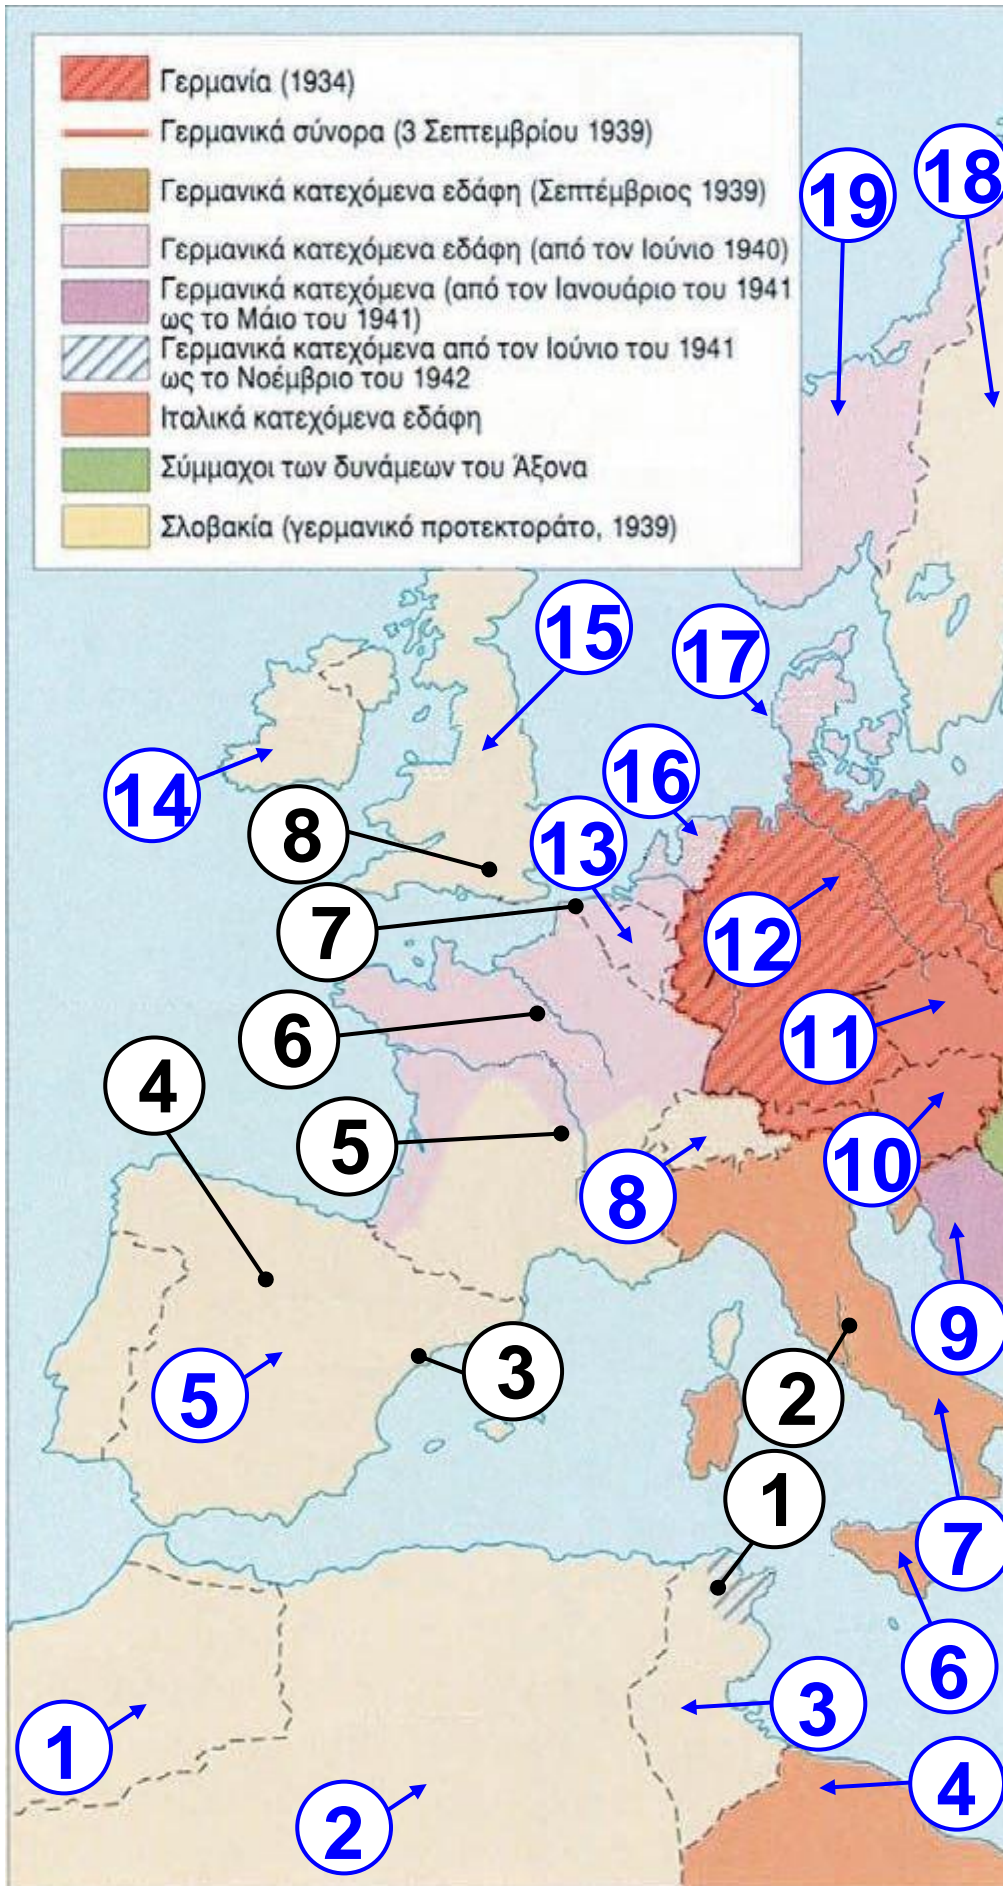 Γερμανία (1934)
Γερμανικά σύνορα (3 Σεπτεμβρίου 1939)
Γερμανικά κατεχόμενα εδάφη (Σεπτέμβριος 1939)
Γερμανικά κατεχόμενα εδάφη (από τον Ιούνιο 1940)
Γερμανικά κατεχόμενα (από τον Ιανουάριο του 1941
ως το Μάιο του 1941)
Γερμανικά κατεχόμενα από τον Ιούνιο του 1941
ως το Νοέμβριο του 1942
Ιταλικά κατεχόμενα εδάφη
Σύμμαχοι των δυνάμεων του Άξονα
Σλοβακία (γερμανικό προτεκτοράτο, 1939)
18
19
15
17
16
14
8
13
7
12
6
11
4
5
10
8
9
3
5
2
1
7
6
3
1
4
2